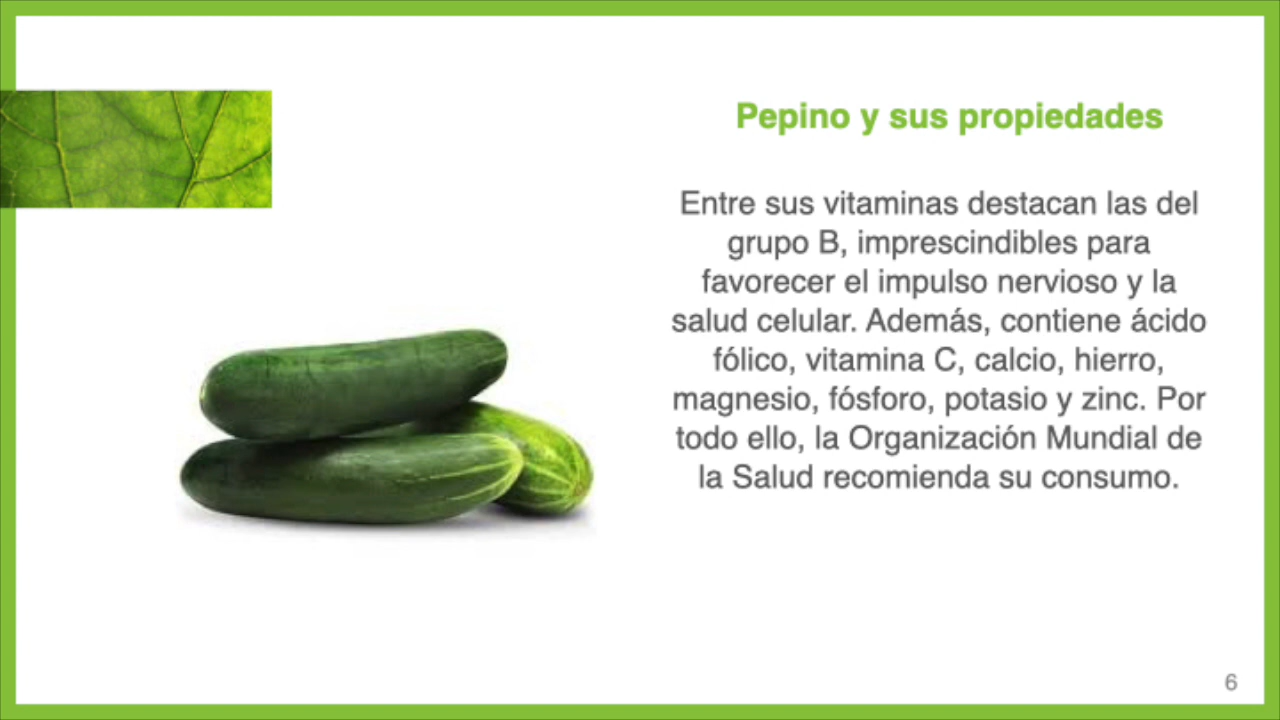 Pepino y sus propiedades
Entre sus vitaminas destacan las del
grupo B, imprescindibles para
favorecer el impulso nervioso y la
salud celular. Además, contiene ácido
fólico, vitamina C, calcio, hierro,
magnesio, fósforo, potasio y zinc. Por
todo ello, la Organización Mundial de
la Salud recomienda su consumo.
6